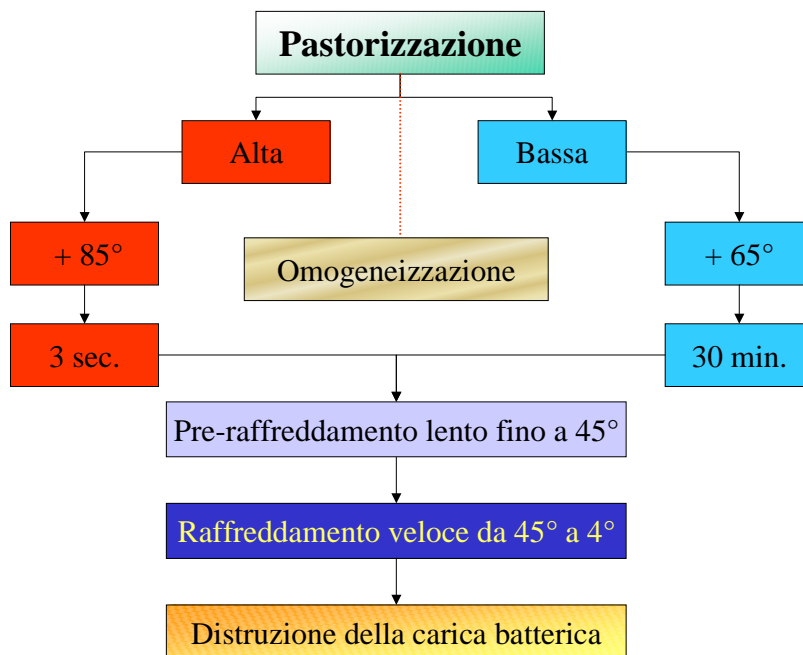 Pastorizzazione
Alta
Bassa
+ 85°
Omogeneizzazione
+ 65°
3 sec.
30 min.
Pre-raffreddamento lento fino a 45°
Raffreddamento veloce da 45° a 4°
Distruzione della carica batterica